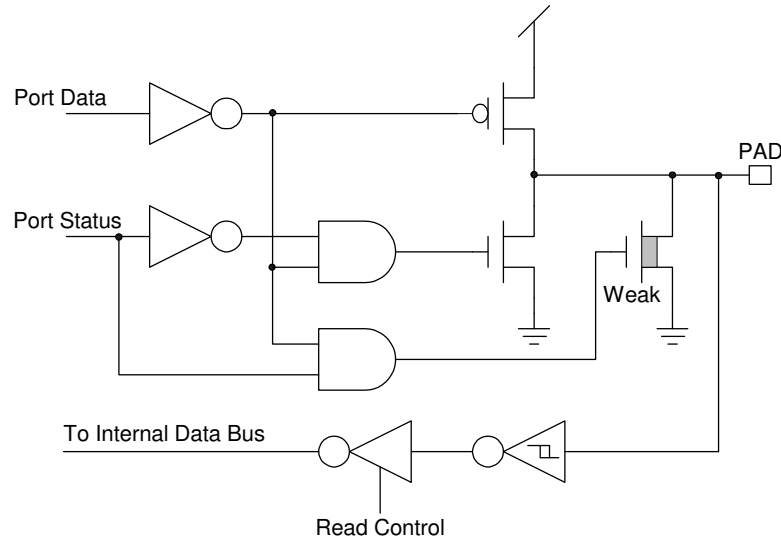 Port Data
PAD
Port Status
Weak
To Internal Data Bus
Read Control